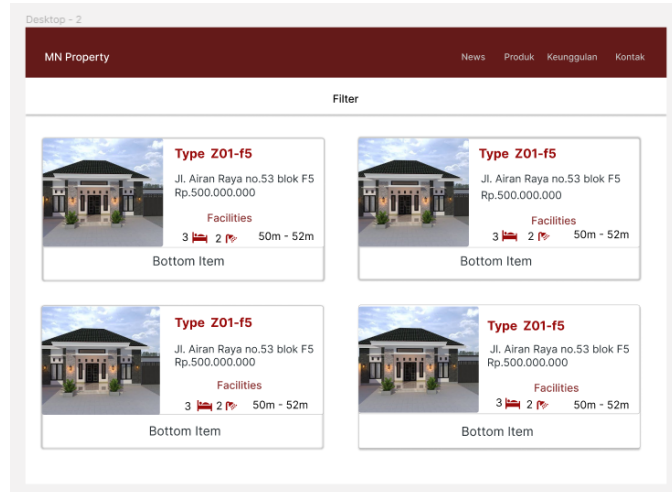 Desktop - 2
MN Property
News Produk Keunggulan Kontak
Filter
Type Z01-f5
Jl. Airan Raya no.53 blok F5
Rp.500.000.000
Facilities
3 2 50m - 52m
Bottom Item
Type Z01-f5
Jl. Airan Raya no.53 blok F5
Rp.500.000.000
Facilities
3 2 50m - 52m
Bottom Item
Type Z01-f5
Jl. Airan Raya no.53 blok F5
Rp.500.000.000
Facilities
3 2 50m - 52m
Bottom Item
Type Z01-f5
Jl. Airan Raya no.53 blok F5
Rp.500.000.000
Facilities
3 2 50m - 52m
Bottom Item